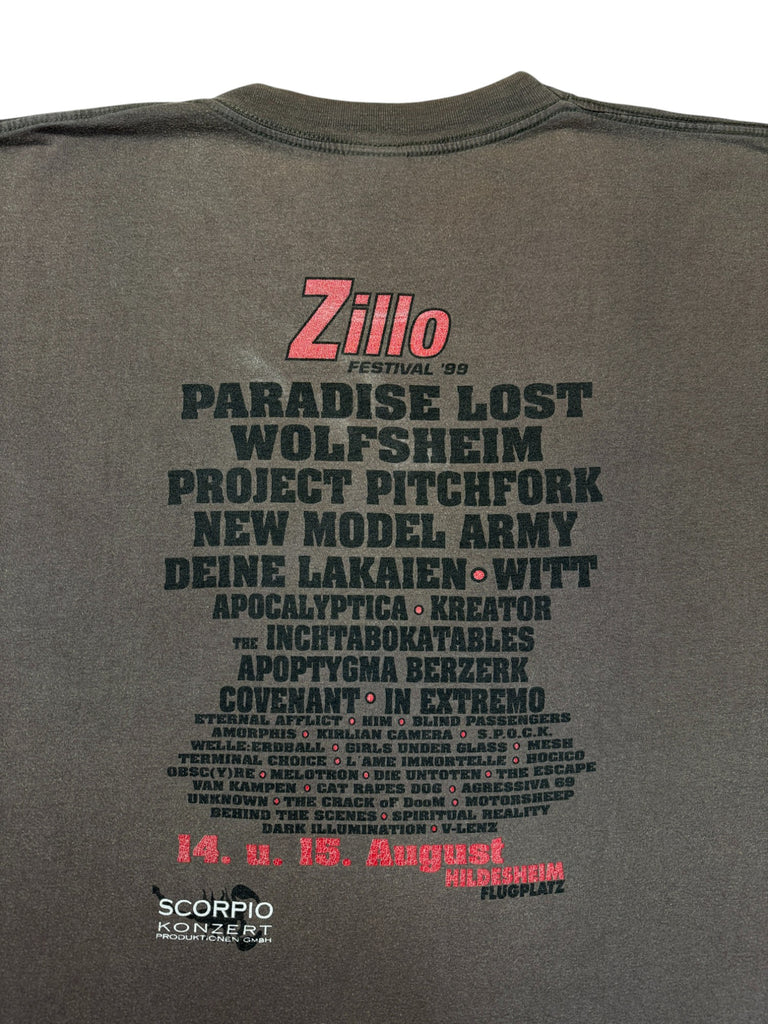 Zillo
FESTIVAL '99
PARADISE LOST
WOLFSHEIM
PROJECT PITCHFORK
NEW MODEL ARMY
DEINE LAKAIEN • WITT
APOCALYPTICA • KREATOR
THE INCHTABOKATABLES
APOPTYGMA BERZERK
COVENANT • IN EXTREMO
ETERNAL AFFLICT • HIM • BLIND PASSENGERS
AMORPHIS • KIRLIAN CAMERA • S.P.O.C.K.
WELLE:ERDBALL • GIRLS UNDER GLASS • MESH
TERMINAL CHOICE • L'AME IMMORTELLE • HOCICO
OBSC(Y)RE • MELOTRON • DIE UNTOTEN • THE ESCAPE
VAN KAMPEN • CAT RAPES DOG • AGRESSIVA 69
UNKNOWN • THE CRACK oF DooM • MOTORSHEEP
BEHIND THE SCENES • SPIRITUAL REALITY
DARK ILLUMINATION • V-LENZ
14. u. 15. August
HILDESHEIM
FLUGPLATZ
SCORPIO
KONZERT
PRODUKTIONEN GMBH